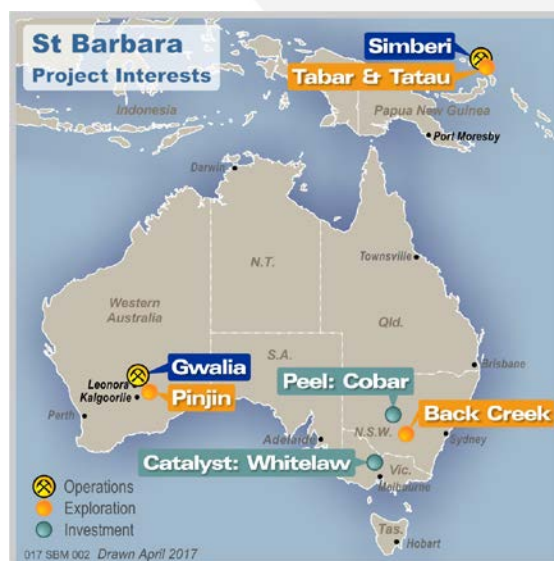 St Barbara
Project Interests
Simberi
Tabar & Tatau
Indonesia
Papua New Guinea
Port Moresby
Darwin
Townsville
N.T.
Western
Australia
Qld.
S.A.
Gwalia
Leonora
Kalgoorlie
Pinjin
Perth
Brisbane
Peel: Cobar
Back Creek
N.S.W.
Sydney
Adelaide
Catalyst: Whitelaw
Vic.
Melbourne
Operations
Exploration
Investment
Tas.
Hobart
017 SBM 002 Drawn April 2017